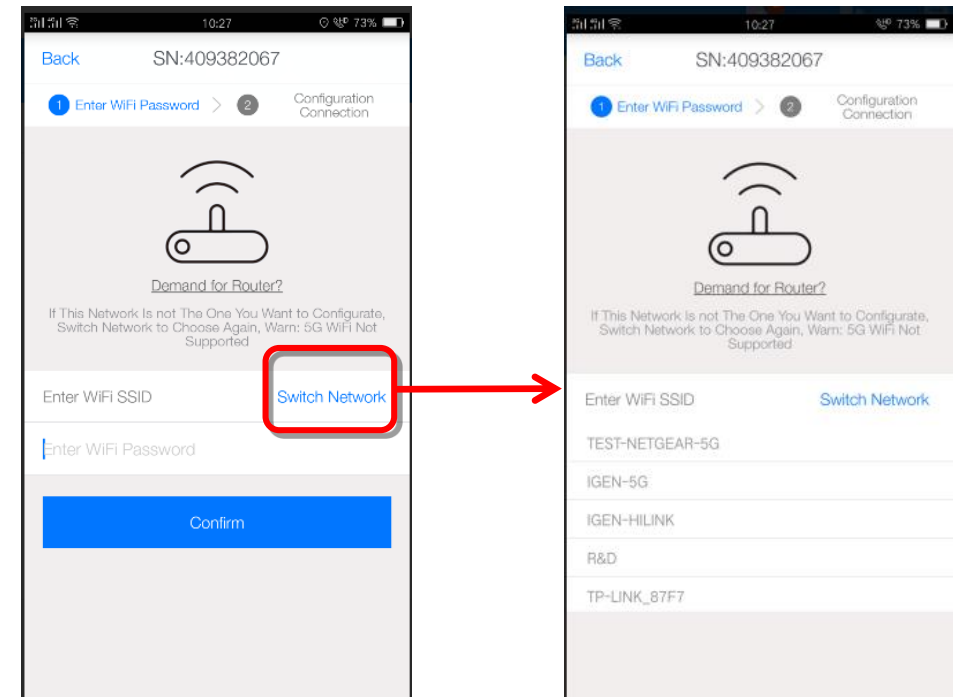 10:27
73%
Back
SN:409382067
1 Enter WiFi Password > 2 Configuration
Connection
Demand for Router?
If This Network Is not The One You Want to Configurate,
Switch Network to Choose Again, Warn: 5G WiFi Not
Supported
Enter WiFi SSID
Switch Network
Enter WiFi Password
Confirm
10:27
73%
Back
SN:409382067
1 Enter WiFi Password > 2 Configuration
Connection
Demand for Router?
If This Network Is not The One You Want to Configurate,
Switch Network to Choose Again, Warn: 5G WiFi Not
Supported
Enter WiFi SSID
Switch Network
TEST-NETGEAR-5G
IGEN-5G
IGEN-HILINK
R&D
TP-LINK_87F7